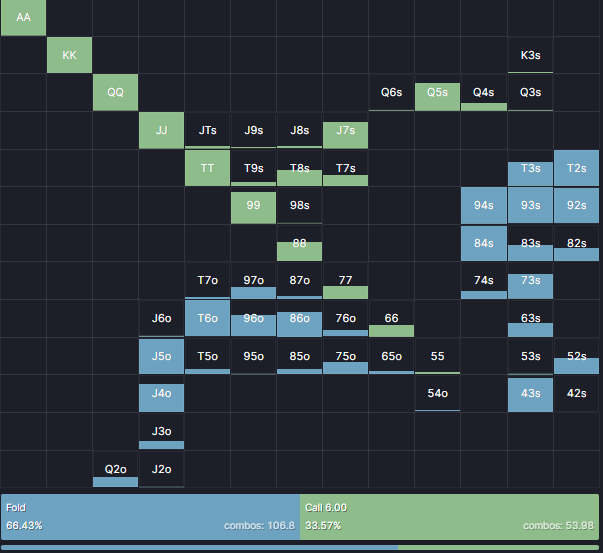 AA
KK K3s
QQ Q6s Q5s Q4s Q3s
JJ JTs J9s J8s J7s
TT T9s T8s T7s T3s T2s
99 98s 94s 93s 92s
88 84s 83s 82s
T7o 97o 87o 77 74s 73s
J6o T6o 96o 86o 76o 66 63s
J5o T5o 95o 85o 75o 65o 55 53s 52s
J4o 54o 43s 42s
J3o
Q2o J2o
Fold Call 6.00
66.43% combos: 106.8 33.57% combos: 53.98